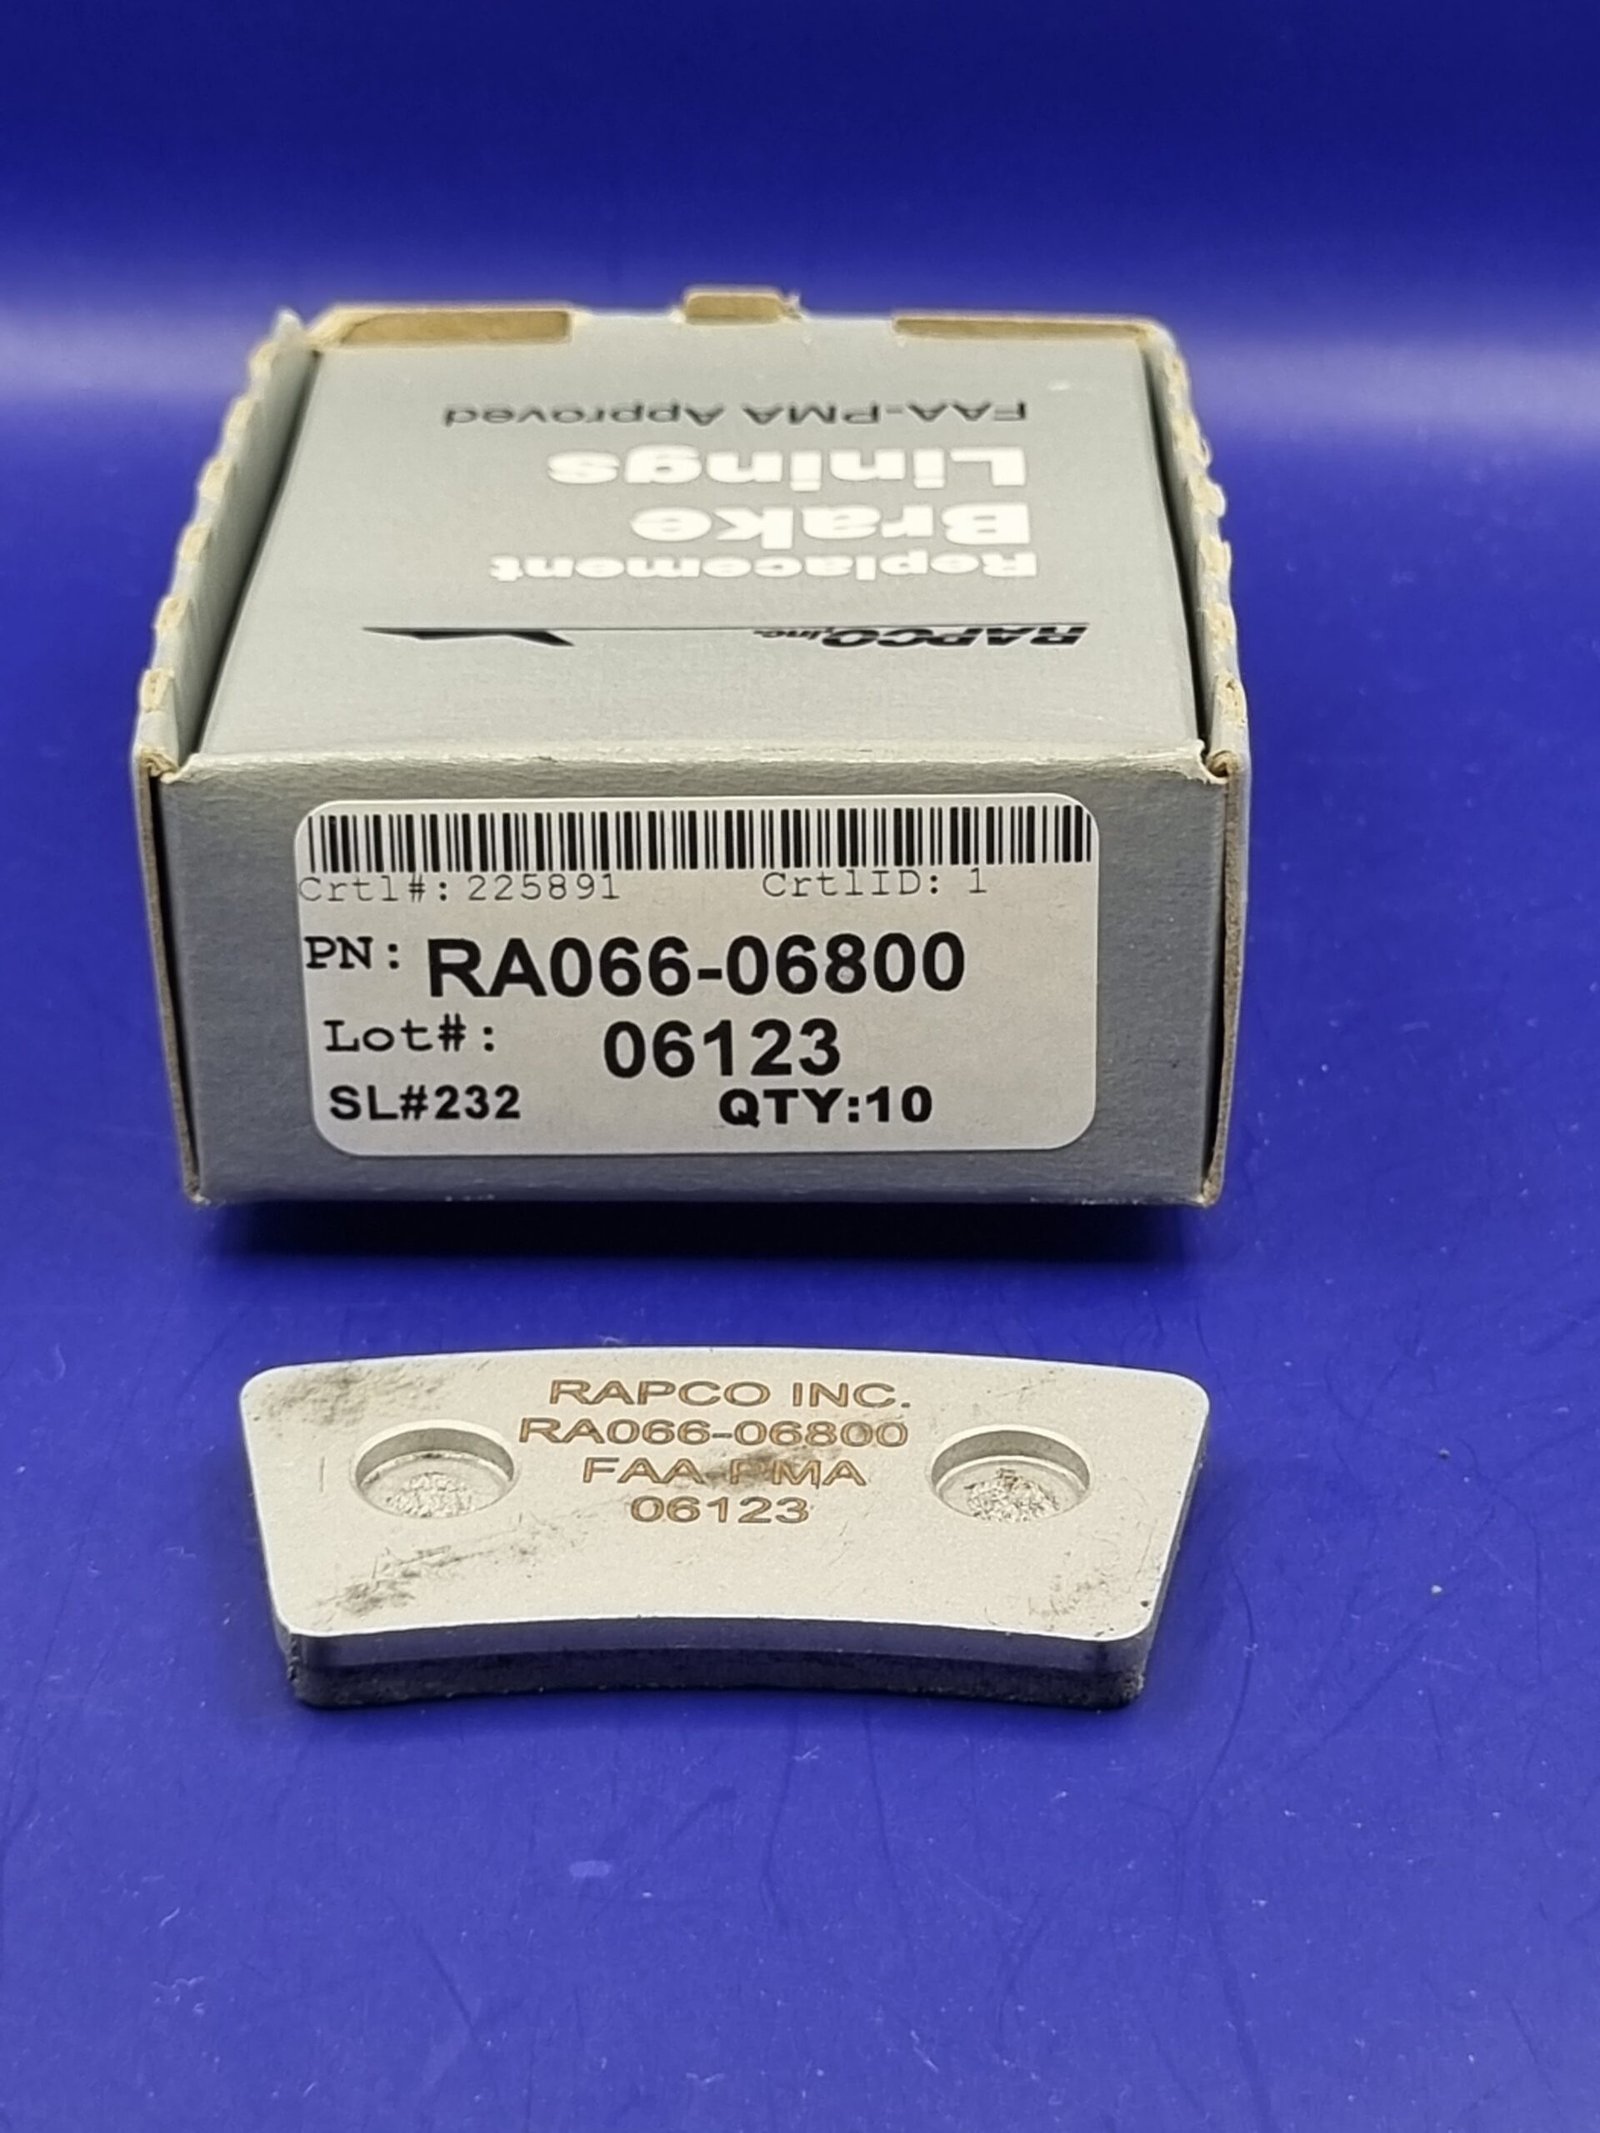 FAA-PMA Approved
Linings
Brake
Replacement
RAPCO, Inc.
Crtl#: 225891 CrtlID: 1
PN: RA066-06800
Lot#: 06123
SL#232 QTY:10
RAPCO INC.
RA066-06800
FAA PMA
06123